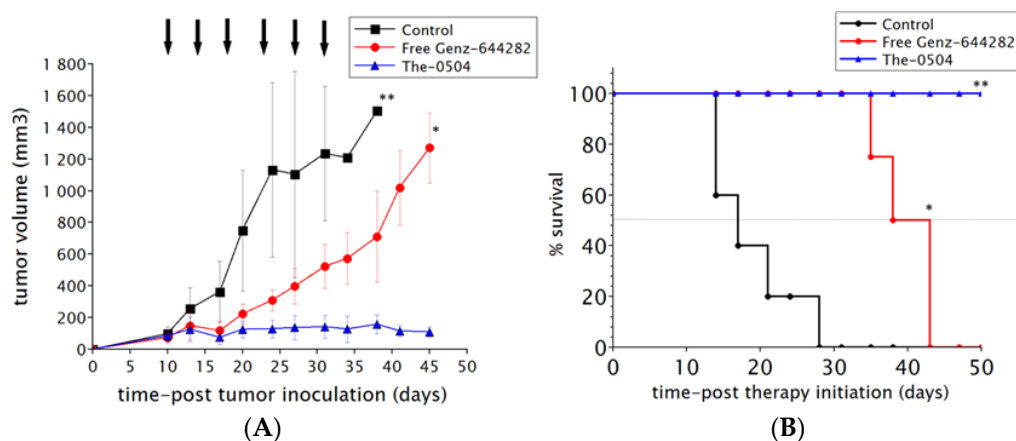 Control
Free Genz-644282
The-0504
1 800
1 600
1 400
1 200
1 000
800
600
400
200
0
tumor volume (mm3)
**
*
0 5 10 15 20 25 30 35 40 45 50
time-post tumor inoculation (days)
(A)
Control
Free Genz-644282
The-0504
100
80
60
40
20
0
% survival
**
*
0 10 20 30 40 50
time-post therapy initiation (days)
(B)